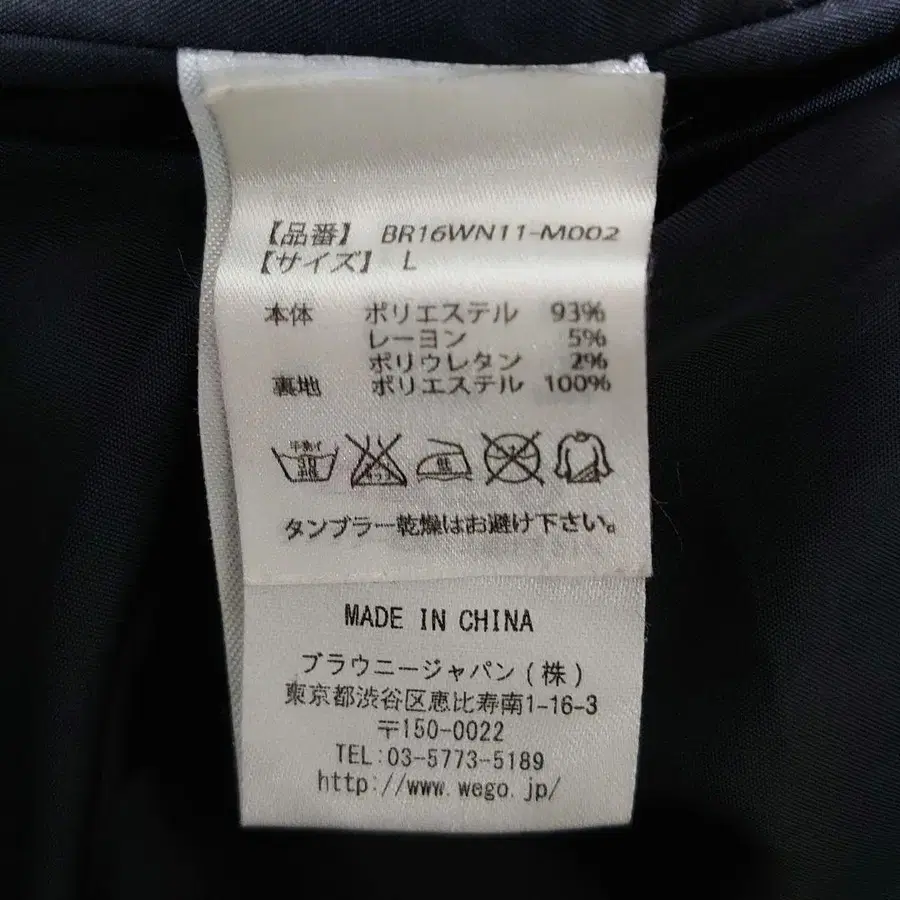 【品番】 BR16WN11-M002
【サイズ】 L
本体 ポリエステル 93%
レーヨン 5%
ポリウレタン 2%
裏地 ポリエステル 100%
低
タンブラー乾燥はお避け下さい。
MADE IN CHINA
ブラウニージャパン(株)
東京都渋谷区恵比寿南1-16-3
〒150-0022
TEL:03-5773-5189
http://www.wego.jp/